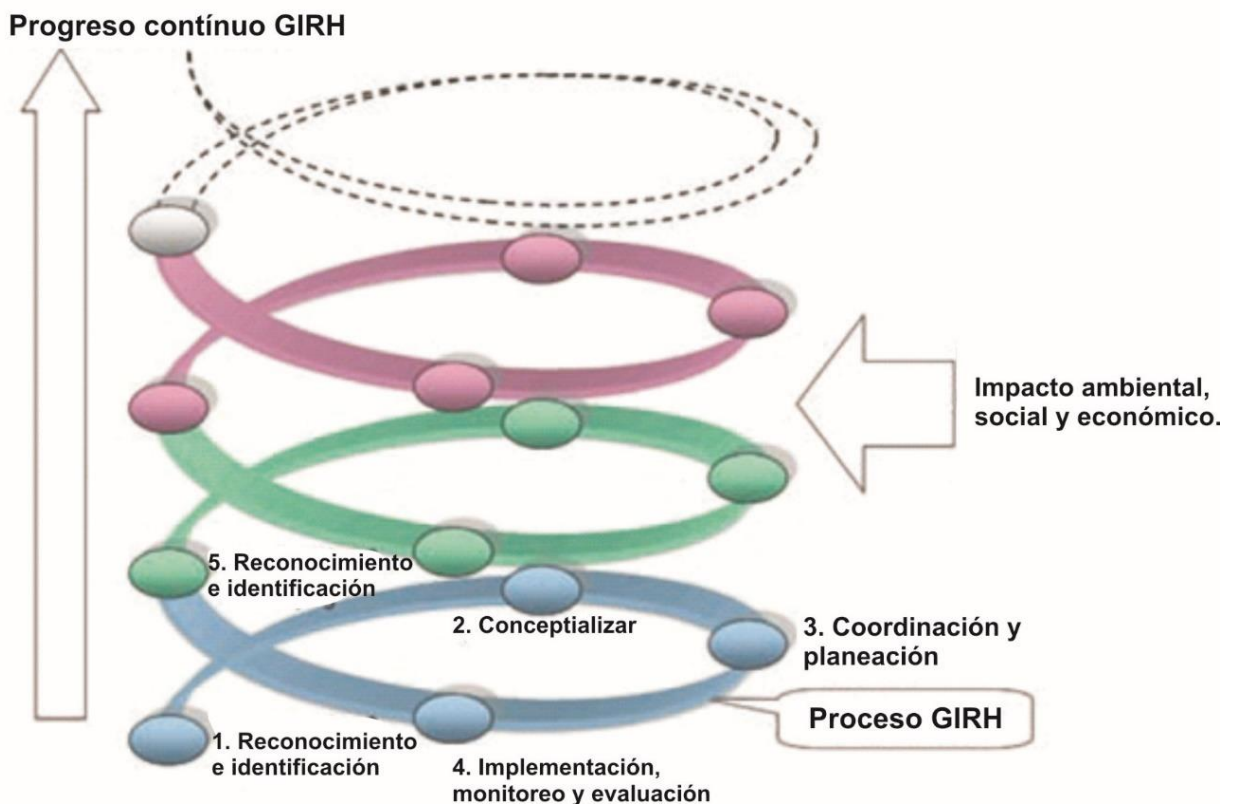 Progreso contínuo GIRH
Impacto ambiental,
social y económico.
5. Reconocimiento
e identificación
2. Conceptializar
3. Coordinación y
planeación
Proceso GIRH
1. Reconocimiento
e identificación
4. Implementación,
monitoreo y evaluación